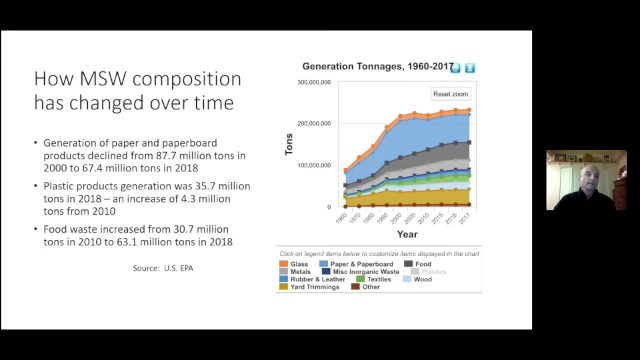 How MSW composition
has changed over time
• Generation of paper and paperboard
products declined from 87.7 million tons in
2000 to 67.4 million tons in 2018
• Plastic products generation was 35.7 million
tons in 2018 – an increase of 4.3 million
tons from 2010
• Food waste increased from 30.7 million
tons in 2010 to 63.1 million tons in 2018
Source: U.S. EPA
Generation Tonnages, 1960-2017
Reset zoom
300,000,000
200,000,000
100,000,000
0
Tons
1960 1970 1980 1990 2000 2005 2010 2015 2016 2017
Year
Click on legend items below to customize items displayed in the chart
Glass Paper & Paperboard Food
Metals Misc Inorganic Waste Plastics
Rubber & Leather Textiles Wood
Yard Trimmings Other